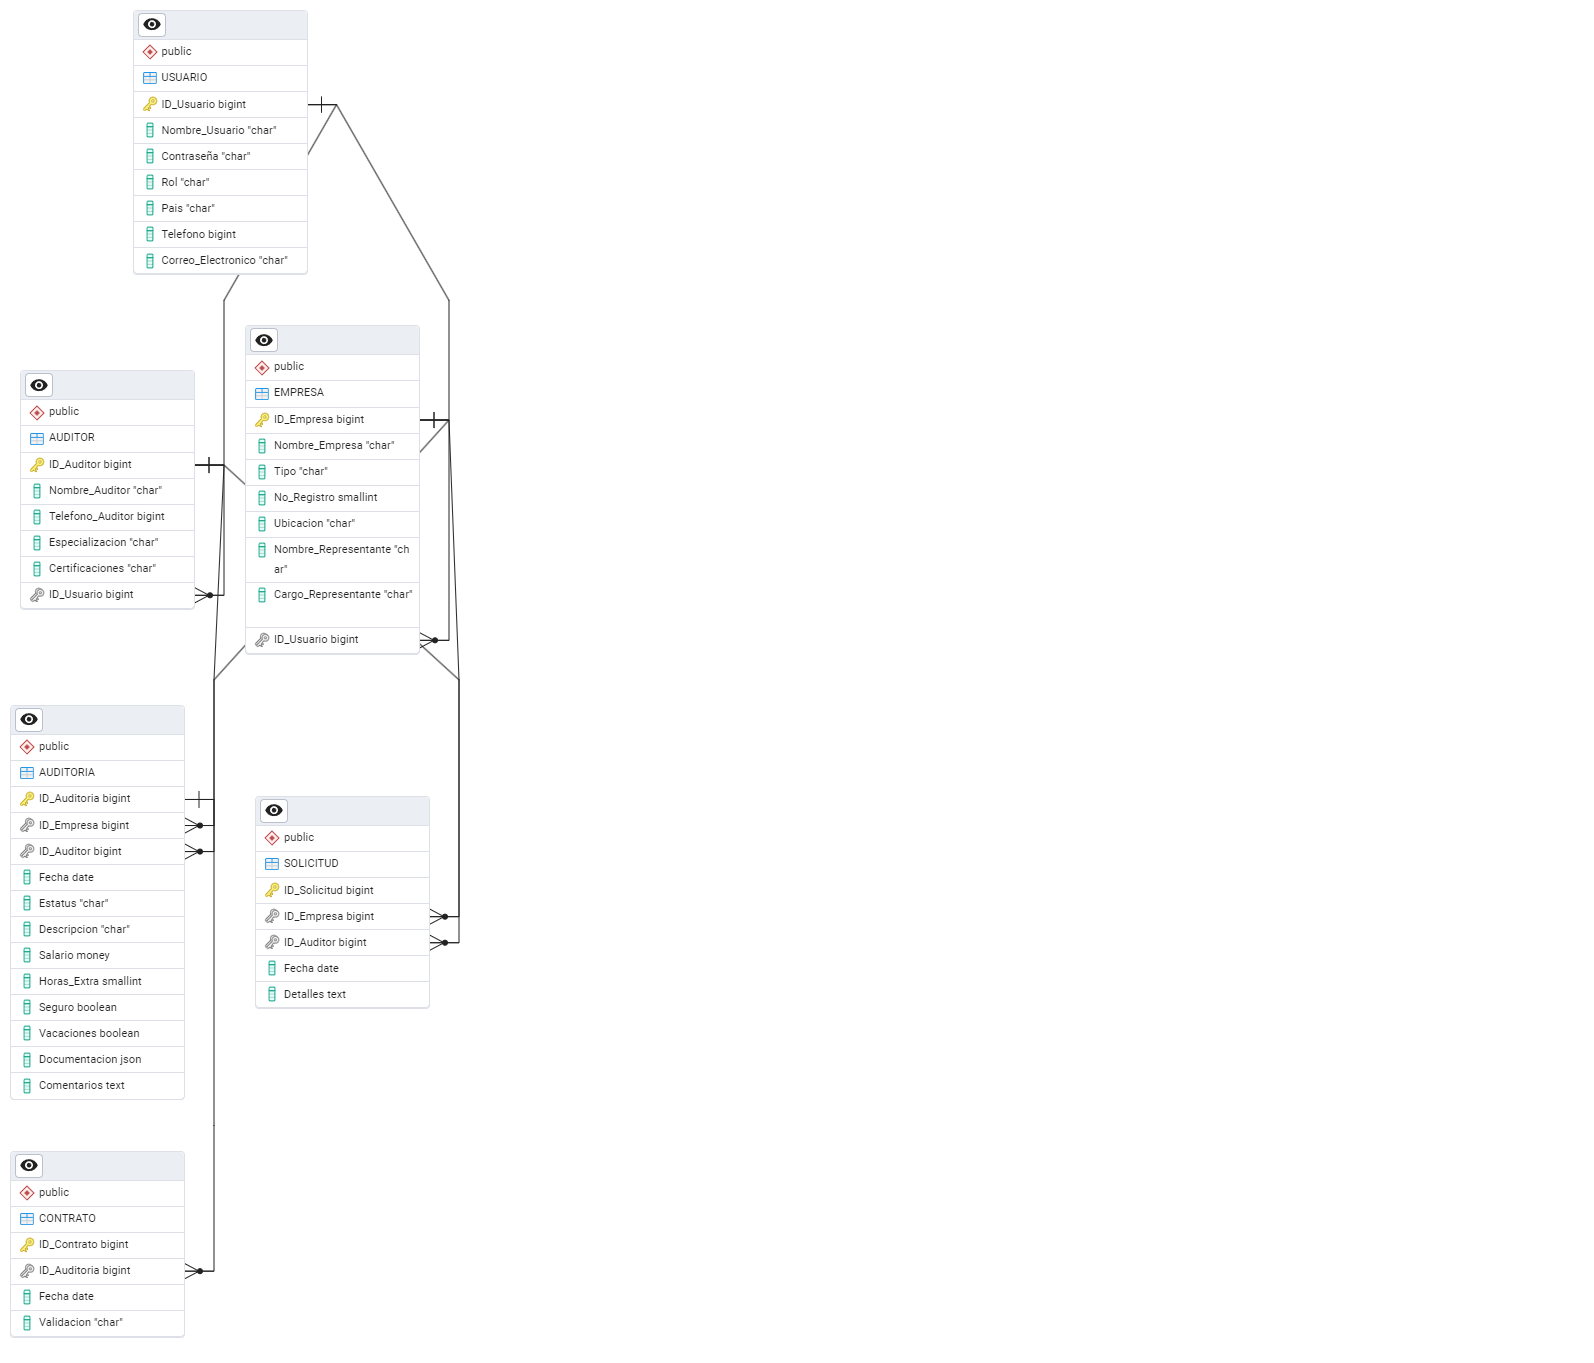 public
USUARIO
ID_Usuario bigint
Nombre_Usuario "char"
Contraseña "char"
Rol "char"
Pais "char"
Telefono bigint
Correo_Electronico "char"
public
EMPRESA
ID_Empresa bigint
Nombre_Empresa "char"
Tipo "char"
No_Registro smallint
Ubicacion "char"
Nombre_Representante "ch
ar"
Cargo_Representante "char"
ID_Usuario bigint
public
AUDITOR
ID_Auditor bigint
Nombre_Auditor "char"
Telefono_Auditor bigint
Especializacion "char"
Certificaciones "char"
ID_Usuario bigint
public
AUDITORIA
ID_Auditoria bigint
ID_Empresa bigint
ID_Auditor bigint
Fecha date
Estatus "char"
Descripcion "char"
Salario money
Horas_Extra smallint
Seguro boolean
Vacaciones boolean
Documentacion json
Comentarios text
public
SOLICITUD
ID_Solicitud bigint
ID_Empresa bigint
ID_Auditor bigint
Fecha date
Detalles text
public
CONTRATO
ID_Contrato bigint
ID_Auditoria bigint
Fecha date
Validacion "char"